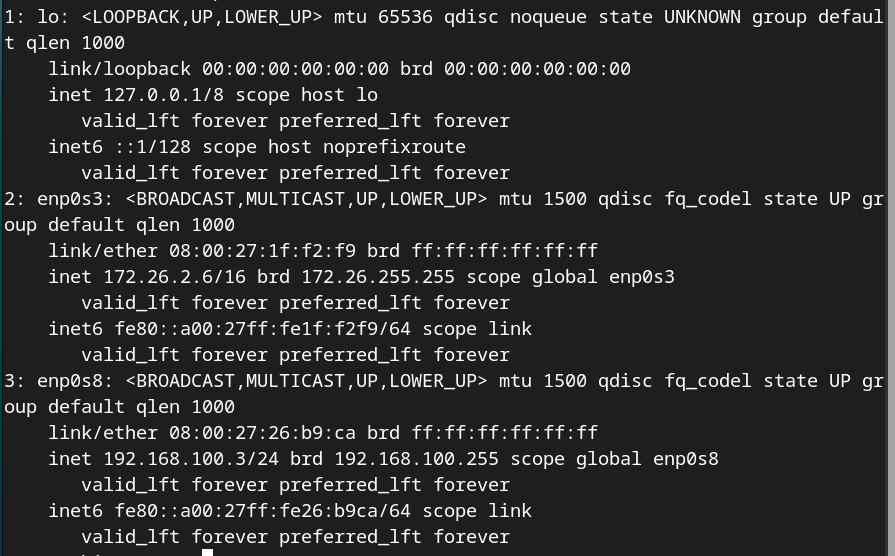 1: lo: <LOOPBACK,UP,LOWER_UP> mtu 65536 qdisc noqueue state UNKNOWN group defaul
t qlen 1000
    link/loopback 00:00:00:00:00:00 brd 00:00:00:00:00:00
    inet 127.0.0.1/8 scope host lo
       valid_lft forever preferred_lft forever
    inet6 ::1/128 scope host noprefixroute
       valid_lft forever preferred_lft forever
2: enp0s3: <BROADCAST,MULTICAST,UP,LOWER_UP> mtu 1500 qdisc fq_codel state UP gr
oup default qlen 1000
    link/ether 08:00:27:1f:f2:f9 brd ff:ff:ff:ff:ff:ff
    inet 172.26.2.6/16 brd 172.26.255.255 scope global enp0s3
       valid_lft forever preferred_lft forever
    inet6 fe80::a00:27ff:fe1f:f2f9/64 scope link
       valid_lft forever preferred_lft forever
3: enp0s8: <BROADCAST,MULTICAST,UP,LOWER_UP> mtu 1500 qdisc fq_codel state UP gr
oup default qlen 1000
    link/ether 08:00:27:26:b9:ca brd ff:ff:ff:ff:ff:ff
    inet 192.168.100.3/24 brd 192.168.100.255 scope global enp0s8
       valid_lft forever preferred_lft forever
    inet6 fe80::a00:27ff:fe26:b9ca/64 scope link
       valid_lft forever preferred_lft forever